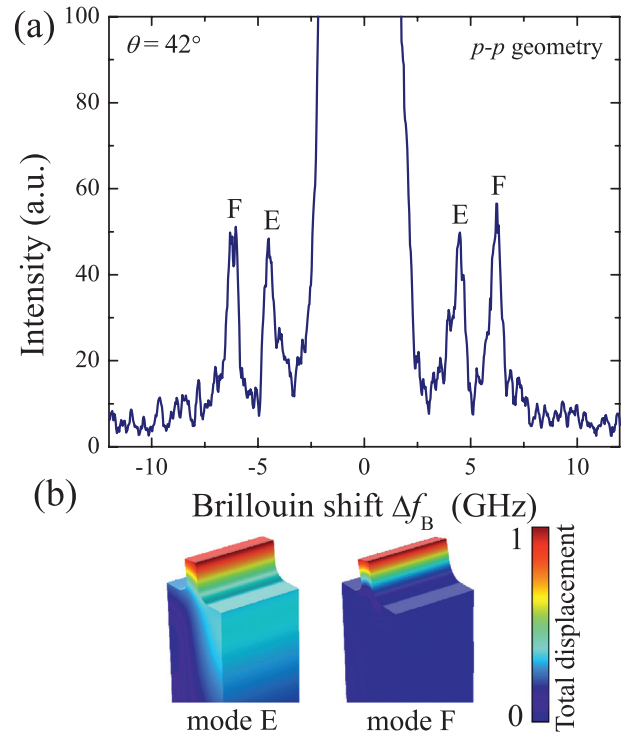 (a)
θ = 42°
p-p geometry
F
E
E
F
Intensity (a.u.)
100
80
60
40
20
0
-10
-5
0
5
10
Brillouin shift Δf_B (GHz)
(b)
mode E
mode F
1
0
Total displacement